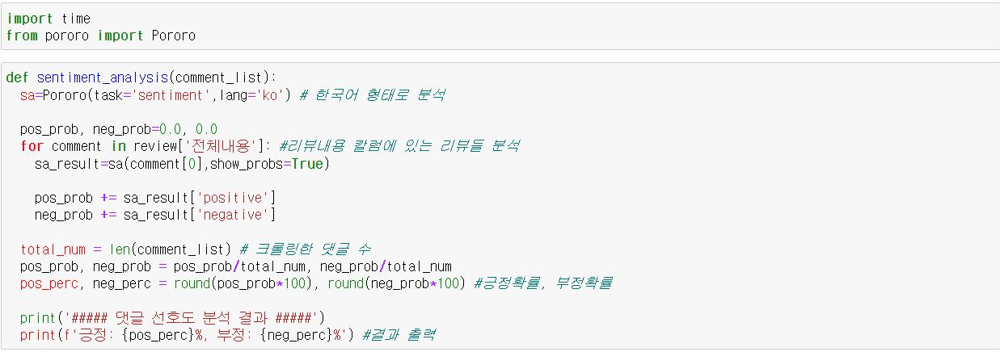 import time
from pororo import Pororo
def sentiment_analysis(comment_list):
sa=Pororo(task='sentiment',lang='ko') # 한국어 형태로 분석
pos_prob, neg_prob=0.0, 0.0
for comment in review['전체내용']: #리뷰내용 칼럼에 있는 리뷰들 분석
sa_result=sa(comment[0],show_probs=True)
pos_prob += sa_result['positive']
neg_prob += sa_result['negative']
total_num = len(comment_list) # 크롤링한 댓글 수
pos_prob, neg_prob = pos_prob/total_num, neg_prob/total_num
pos_perc, neg_perc = round(pos_prob*100), round(neg_prob*100) #긍정확률, 부정확률
print('##### 댓글 선호도 분석 결과 #####')
print(f'긍정: {pos_perc}%, 부정: {neg_perc}%') #결과 출력